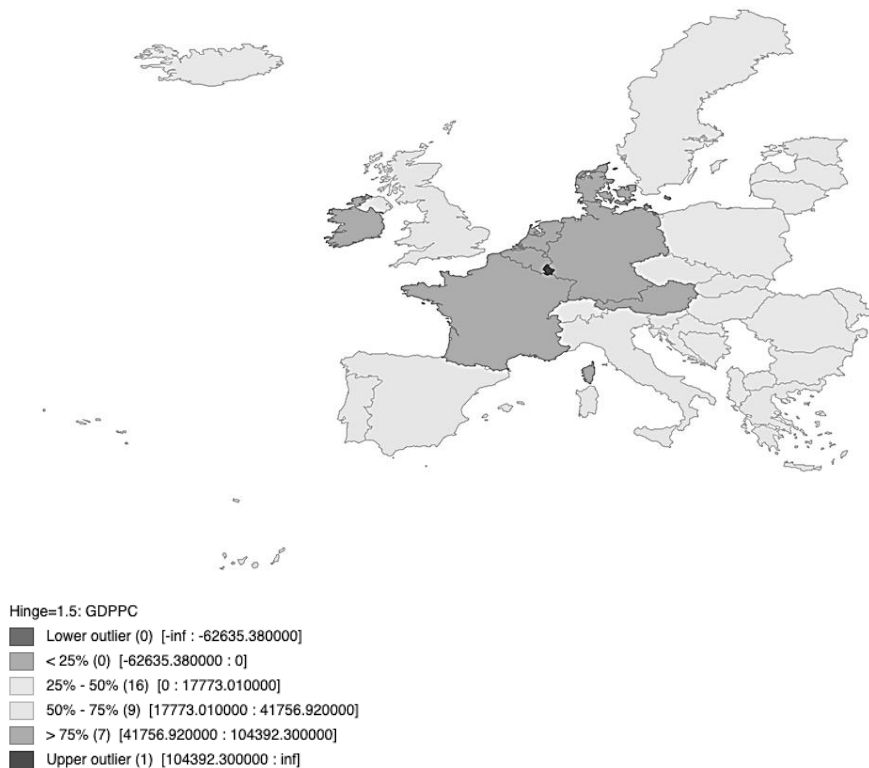 Hinge=1.5: GDPPC
Lower outlier (0) [-inf : -62635.380000]
< 25% (0) [-62635.380000 : 0]
25% - 50% (16) [0 : 17773.010000]
50% - 75% (9) [17773.010000 : 41756.920000]
> 75% (7) [41756.920000 : 104392.300000]
Upper outlier (1) [104392.300000 : inf]